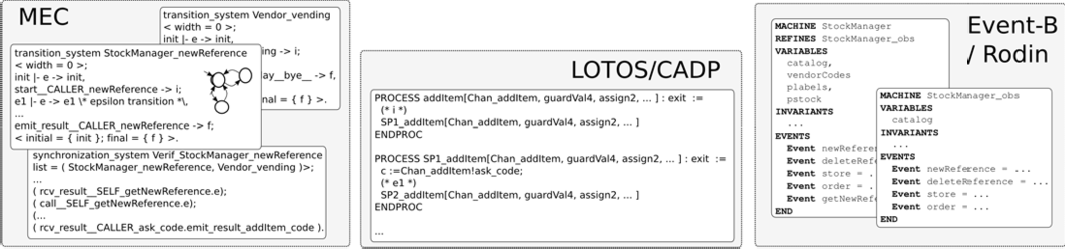 MEC
transition_system Vendor_vending
< width = 0 >;
init |- e -> init,
ing -> i;
ay__bye__ -> f,
nal = { f } >.
transition_system StockManager_newReference
< width = 0 >;
init |- e -> init,
start__CALLER_newReference -> i;
e1 |- e -> e1 \* epsilon transition *\,
...
emit_result__CALLER_newReference -> f;
< initial = { init }; final = { f } >.
synchronization_system Verif_StockManager_newReference
list = ( StockManager_newReference, Vendor_vending )>;
...
( rcv_result__SELF_getNewReference.e);
( call__SELF_getNewReference.e);
(...
( rcv_result__CALLER_ask_code.emit_result_addItem_code ).
LOTOS/CADP
PROCESS addItem[Chan_addItem, guardVal4, assign2, ... ] : exit :=
(* i *)
SP1_addItem[Chan_addItem, guardVal4, assign2, ... ]
ENDPROC
PROCESS SP1_addItem[Chan_addItem, guardVal4, assign2, ... ] : exit :=
c :=Chan_addItem!ask_code;
(* e1 *)
SP2_addItem[Chan_addItem, guardVal4, assign2, ... ]
ENDPROC
...
Event-B
/ Rodin
MACHINE StockManager
REFINES StockManager_obs
VARIABLES
catalog,
vendorCodes
plabels,
pstock
INVARIANTS
...
EVENTS
Event newRefere
Event deleteRef
Event store = .
Event order = .
Event getNewRefe
END
MACHINE StockManager_obs
VARIABLES
catalog
INVARIANTS
...
EVENTS
Event newReference = ...
Event deleteReference = ...
Event store = ...
Event order = ...
END